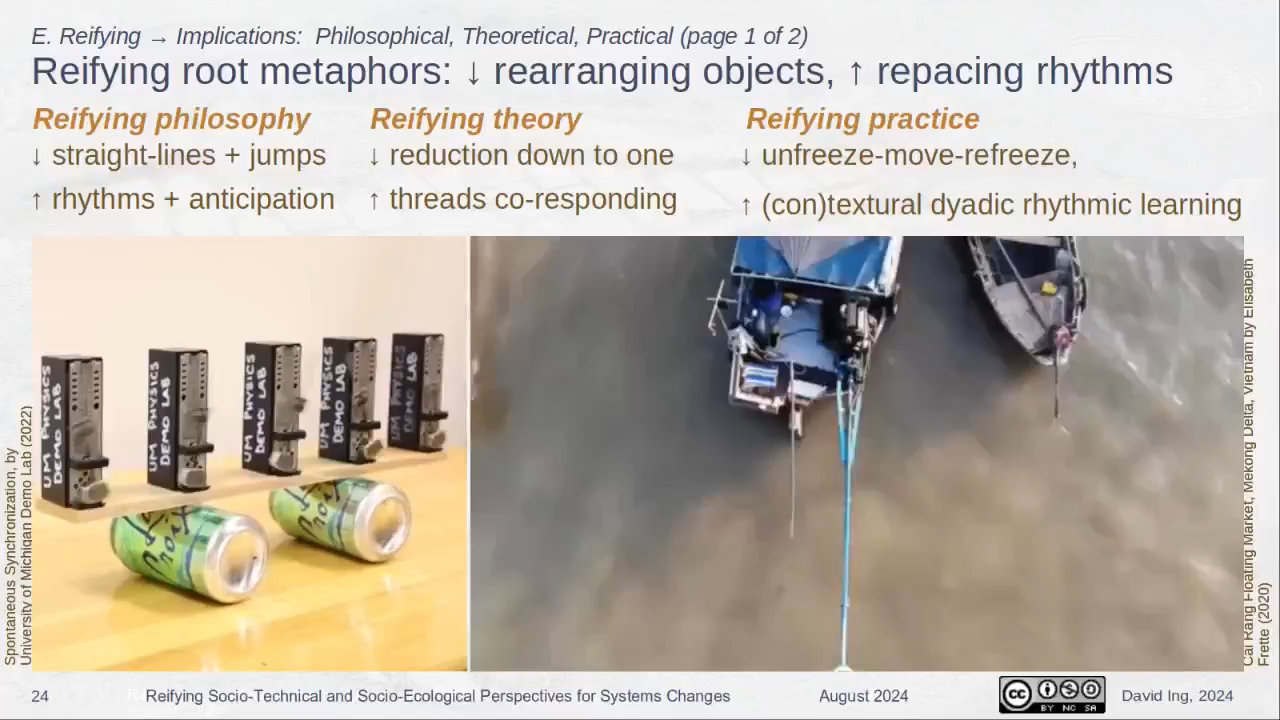 E. Reifying → Implications: Philosophical, Theoretical, Practical (page 1 of 2)
Reifying root metaphors: ↓ rearranging objects, ↑ repacing rhythms
Reifying philosophy
↓ straight-lines + jumps
↑ rhythms + anticipation
Reifying theory
↓ reduction down to one
↑ threads co-responding
Reifying practice
↓ unfreeze-move-refreeze,
↑ (con)textural dyadic rhythmic learning
Spontaneous Synchronization, by
University of Michigan Demo Lab (2022)
UM PHYSICS
DEMO LAB
UM PHYSICS
DEMO LAB
UM PHYSICS
DEMO LAB
UM PHYSICS
DEMO LAB
UM PHYSICS
DEMO LAB
Cai Rang Floating Market, Mekong Delta, Vietnam by Elisabeth
Frette (2020)
24
Reifying Socio-Technical and Socio-Ecological Perspectives for Systems Changes
August 2024
cc
BY NC SA
David Ing, 2024